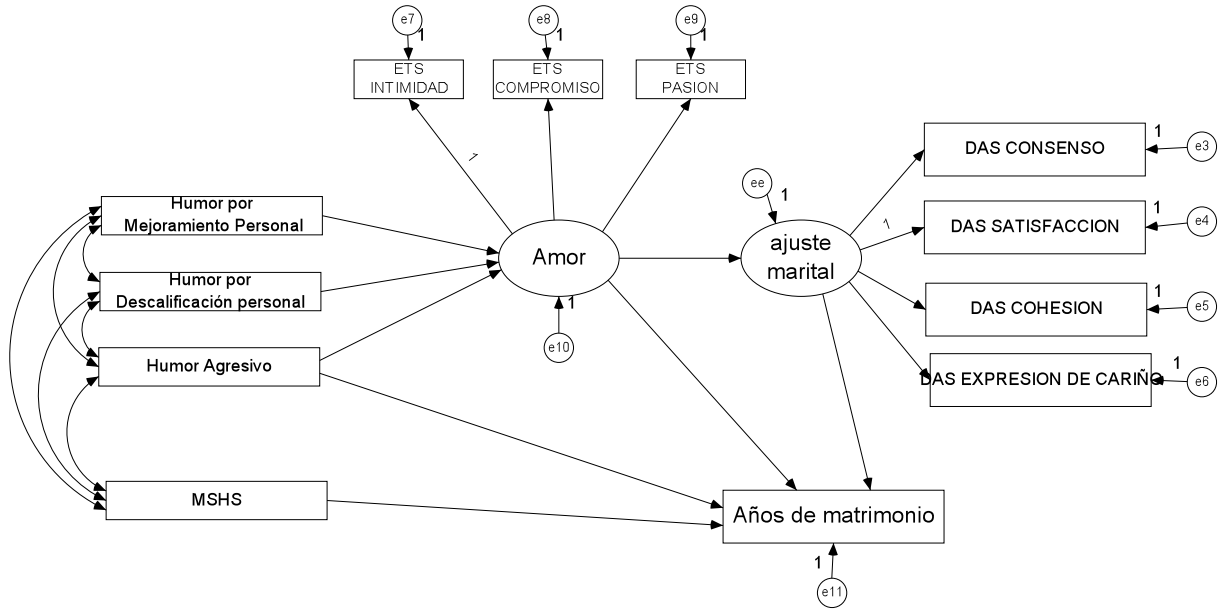 e7
1
e8
1
e9
1
ETS
INTIMIDAD
ETS
COMPROMISO
ETS
PASION
1
DAS CONSENSO
1
e3
ee
1
Humor por
Mejoramiento Personal
Amor
ajuste
marital
1
DAS SATISFACCION
1
e4
Humor por
Descalificación personal
1
e10
DAS COHESION
1
e5
Humor Agresivo
DAS EXPRESION DE CARIÑO
1
e6
MSHS
Años de matrimonio
1
e11